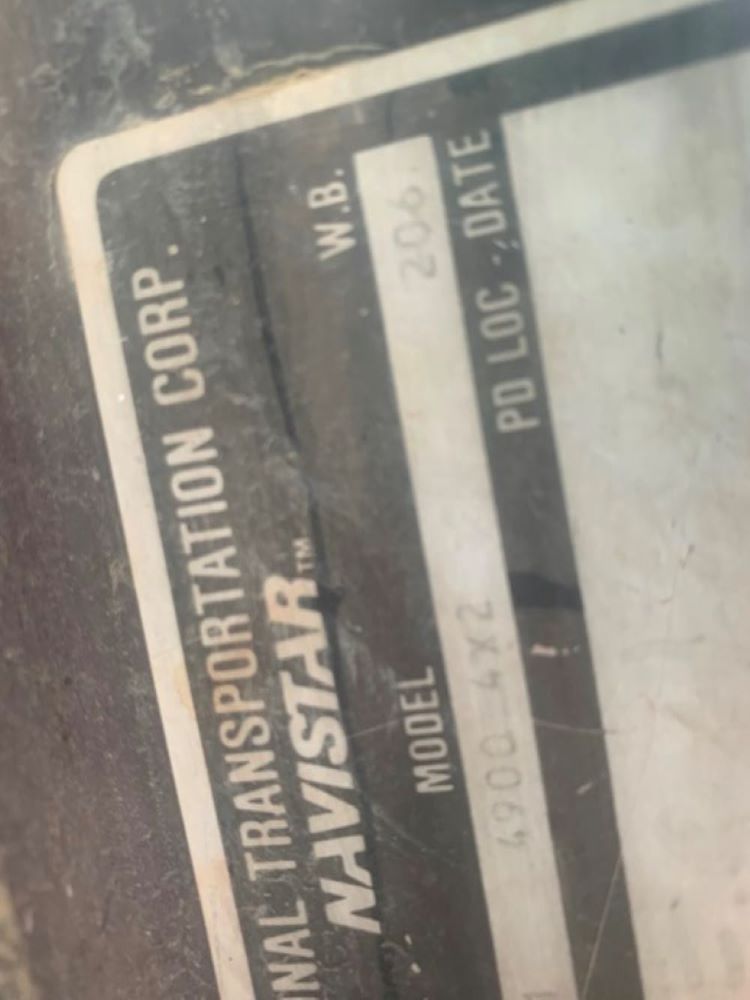 NAL TRANSPORTATION CORP.
NAVISTAR™
MODEL W.B.
4900 4X2 206.
PD LOC - DATE